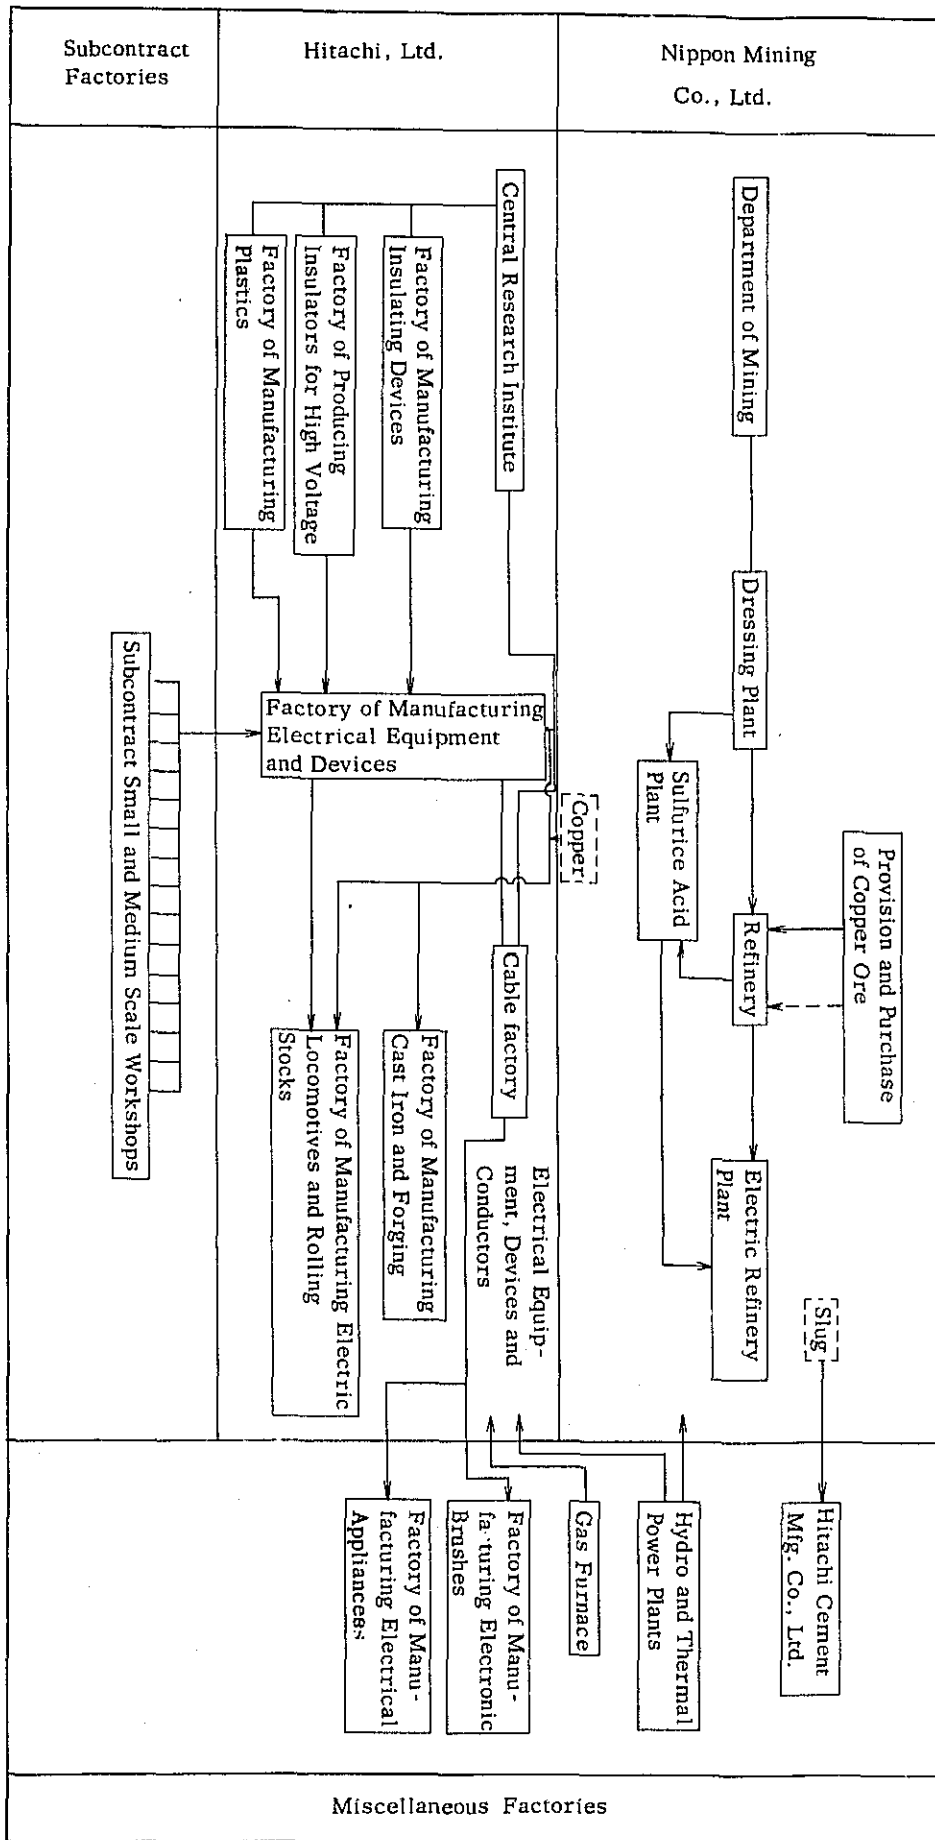 Subcontract
Factories
Hitachi, Ltd.
Nippon Mining
Co., Ltd.
Department of Mining
Dressing Plant
Sulfurice Acid
Plant
Provision and Purchase
of Copper Ore
Refinery
Electric Refinery
Plant
Slug
Copper
Central Research Institute
Factory of Manufacturing
Insulating Devices
Factory of Producing
Insulators for High Voltage
Factory of Manufacturing
Plastics
Factory of Manufacturing
Electrical Equipment
and Devices
Cable factory
Electrical Equip-
ment, Devices and
Conductors
Factory of Manufacturing
Cast Iron and Forging
Factory of Manufacturing Electric
Locomotives and Rolling
Stocks
Subcontract Small and Medium Scale Workshops
Hitachi Cement
Mfg. Co., Ltd.
Hydro and Thermal
Power Plants
Gas Furnace
Factory of Manu-
facturing Electronic
Brushes
Factory of Manu-
facturing Electrical
Appliances
Miscellaneous Factories